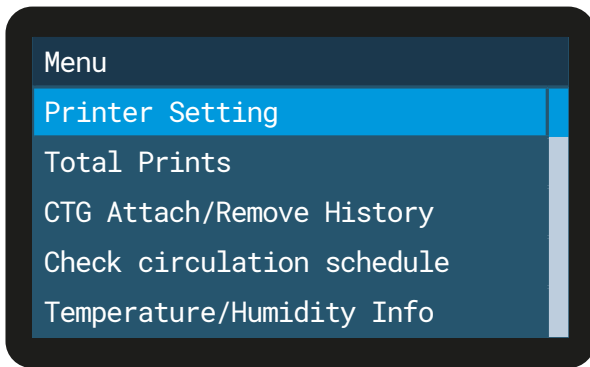 Menu
Printer Setting
Total Prints
CTG Attach/Remove History
Check circulation schedule
Temperature/Humidity Info